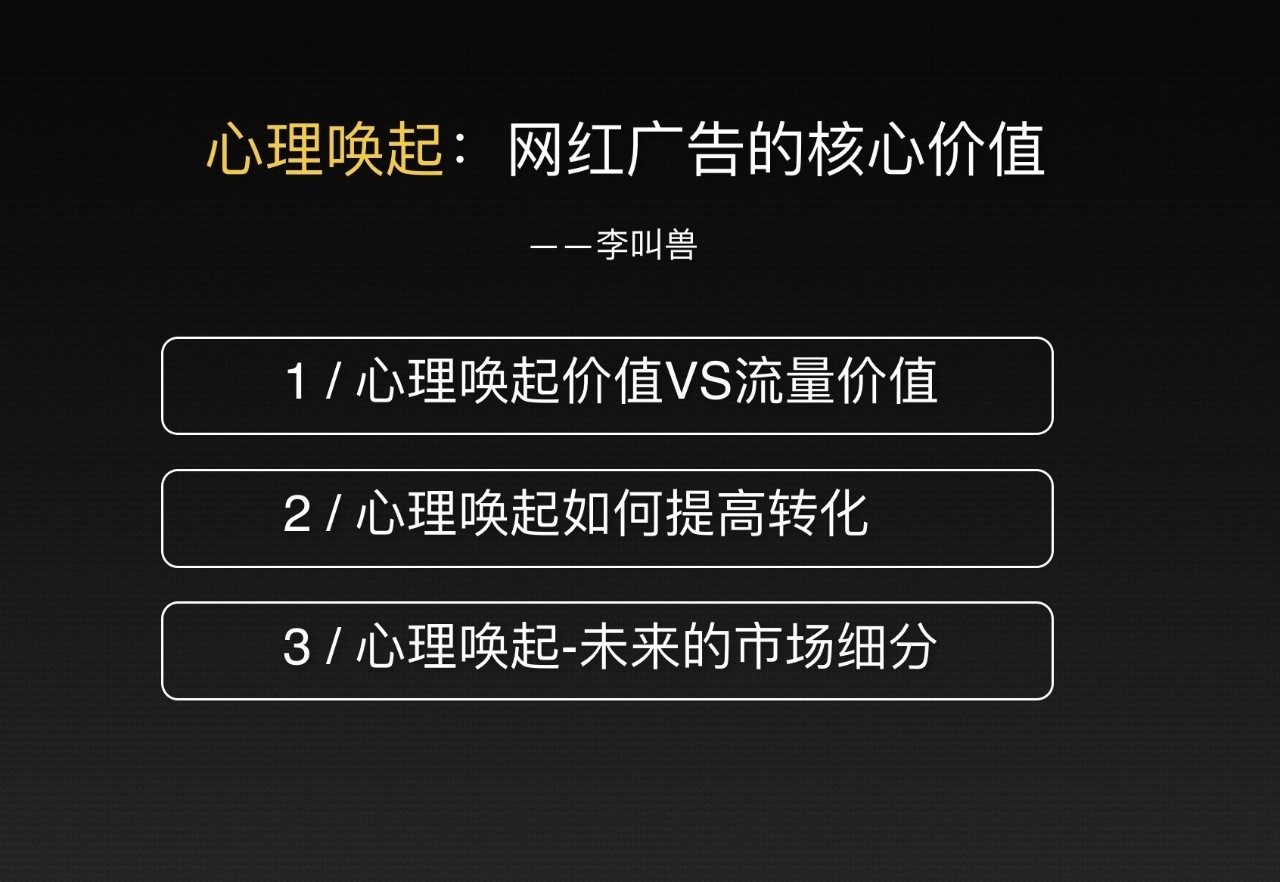 心理唤起：网红广告的核心价值
——李叫兽
1 / 心理唤起价值VS流量价值
2 / 心理唤起如何提高转化
3 / 心理唤起-未来的市场细分